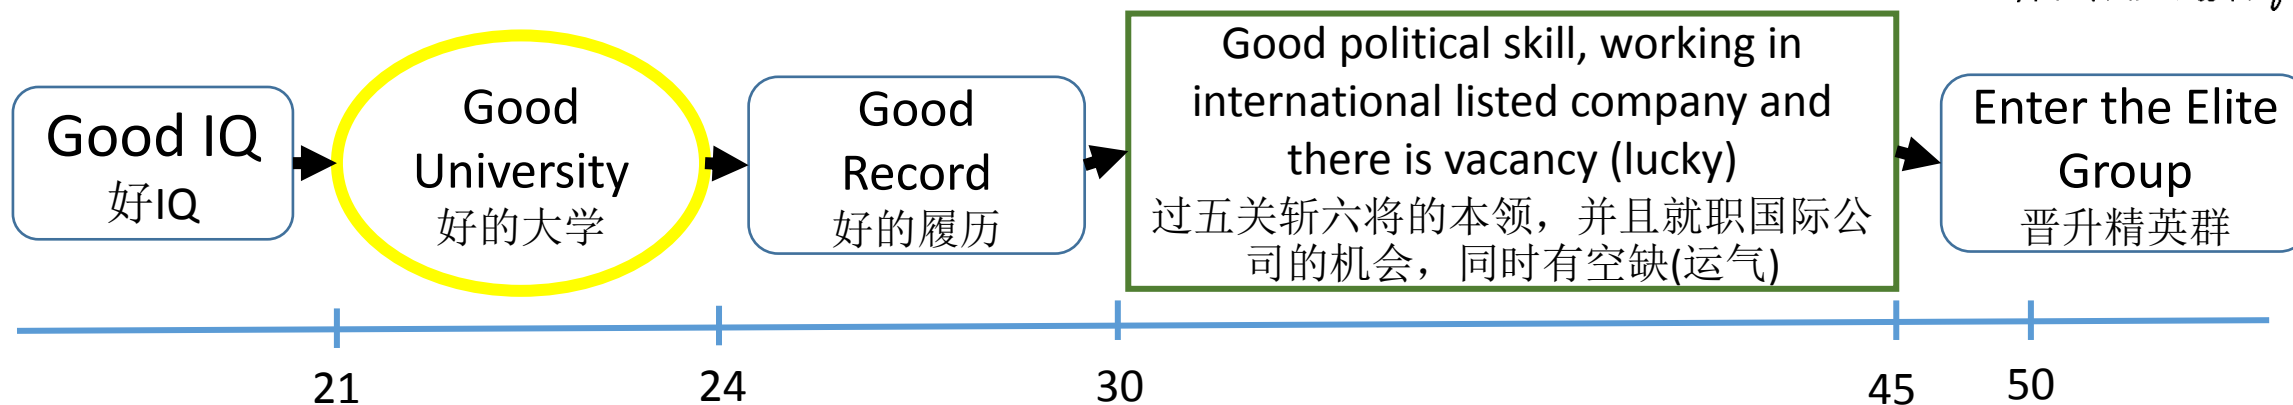 Good IQ
好IQ
Good
University
好的大学
Good
Record
好的履历
Good political skill, working in
international listed company and
there is vacancy (lucky)
过五关斩六将的本领，并且就职国际公
司的机会，同时有空缺(运气)
Enter the Elite
Group
晋升精英群
21
24
30
45
50